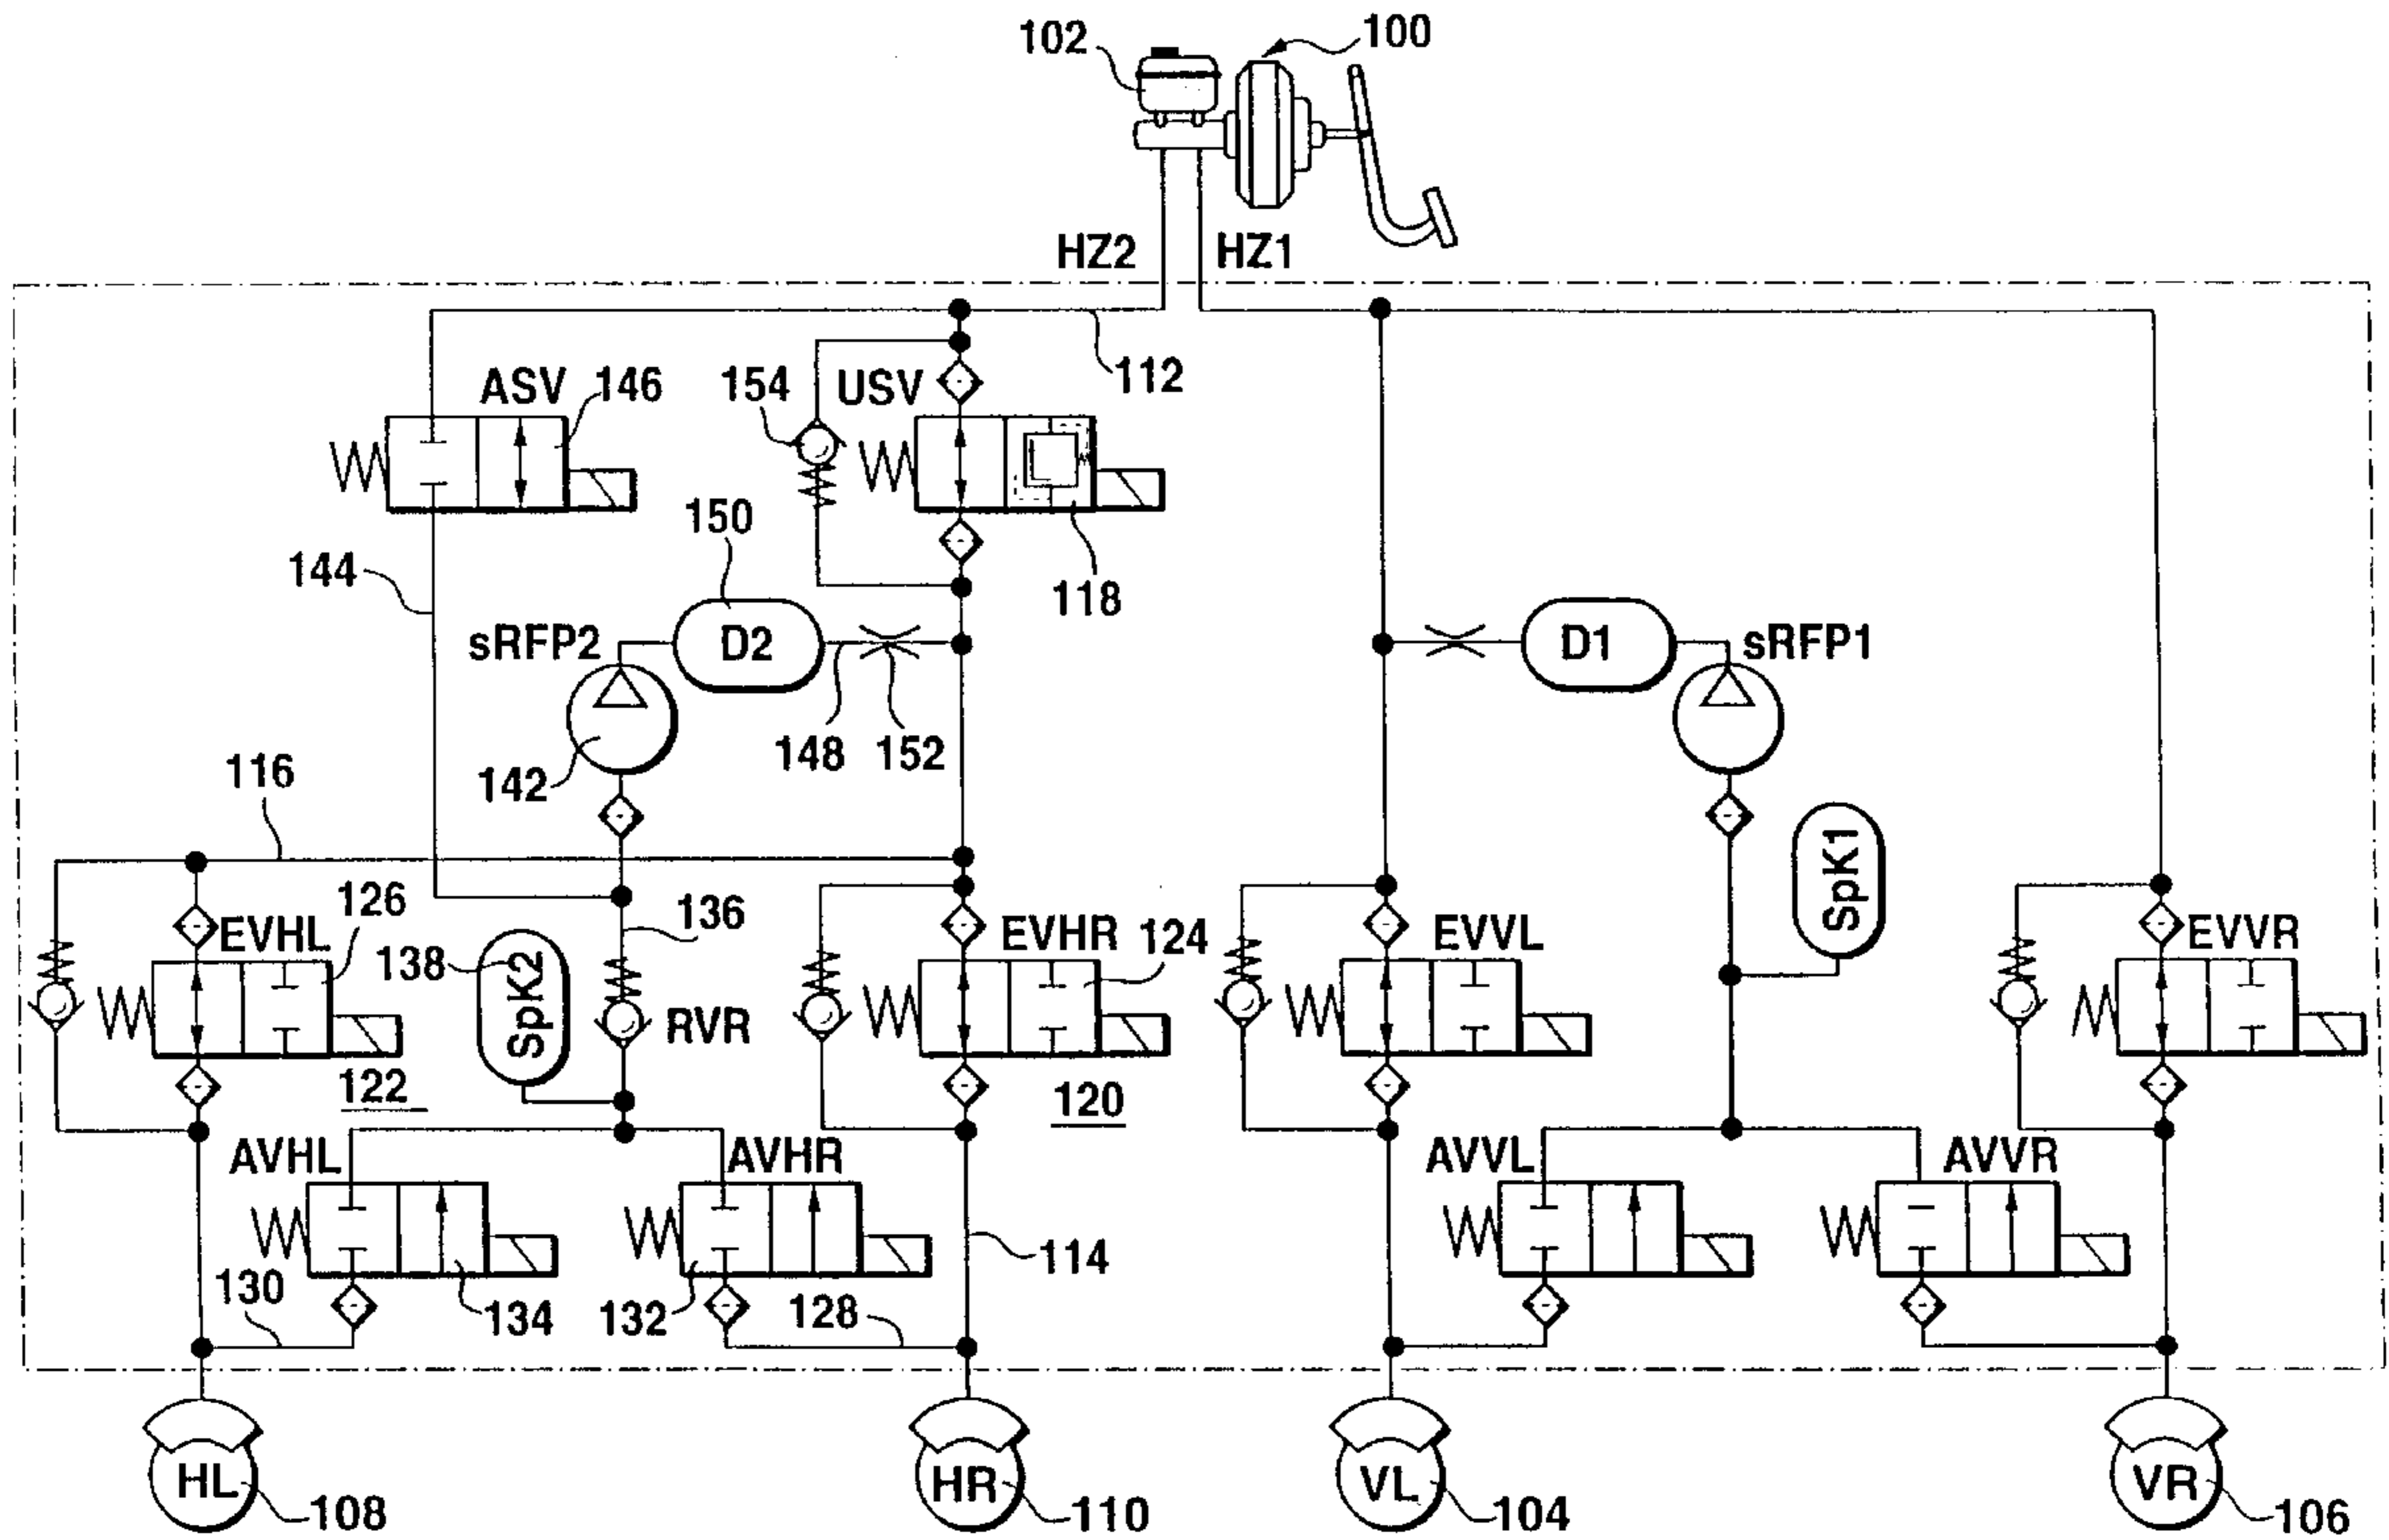 102
100
HZ2
HZ1
112
ASV
146
154
USV
150
118
144
sRFP2
D2
D1
sRFP1
148
152
142
116
SpK1
126
136
EVHL
138
EVHR
124
EVVL
EVVR
SpK2
RVR
122
120
AVHL
AVHR
AVVL
AVVR
114
130
134
132
128
HL
108
HR
110
VL
104
VR
106